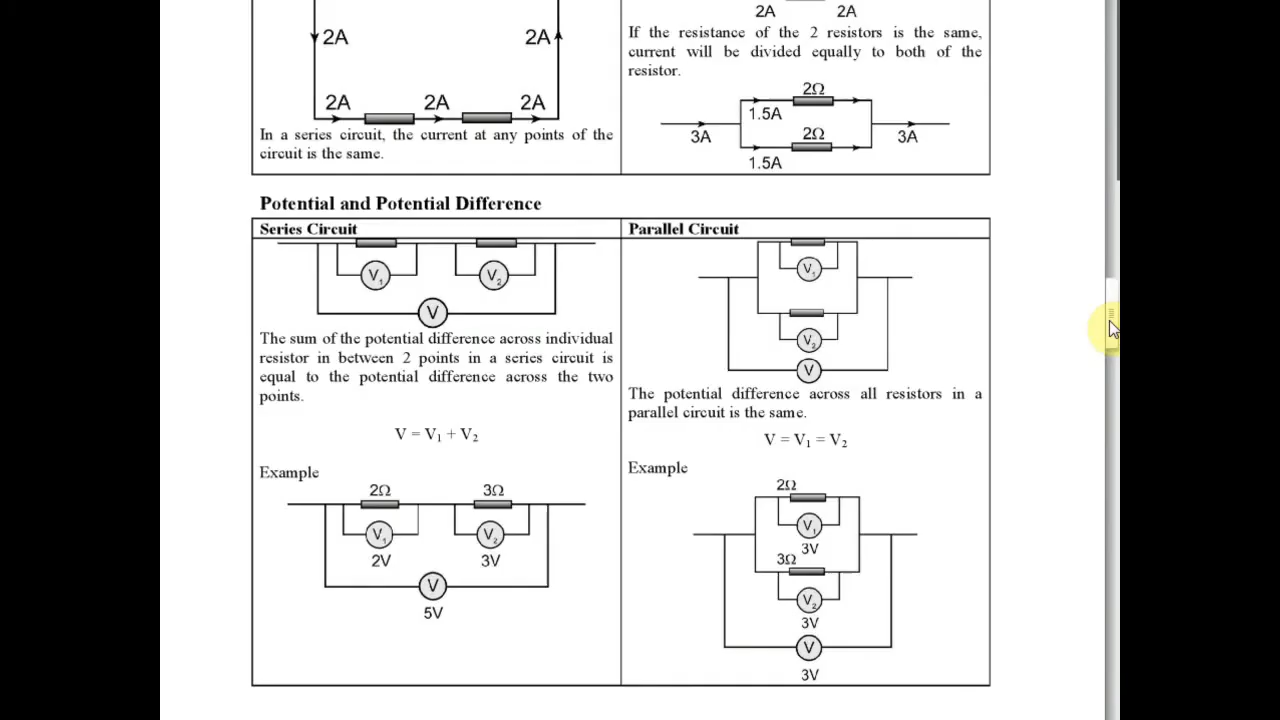 2A 2A
2A 2A 2A
In a series circuit, the current at any points of the
circuit is the same.
2A 2A
If the resistance of the 2 resistors is the same,
current will be divided equally to both of the
resistor.
2Ω
1.5A
3A 2Ω 3A
1.5A
Potential and Potential Difference
Series Circuit
V1 V2
V
The sum of the potential difference across individual
resistor in between 2 points in a series circuit is
equal to the potential difference across the two
points.
V = V1 + V2
Example
2Ω 3Ω
V1 V2
2V 3V
V
5V
Parallel Circuit
V1
V2
V
The potential difference across all resistors in a
parallel circuit is the same.
V = V1 = V2
Example
2Ω
V1
3V
3Ω
V2
3V
V
3V